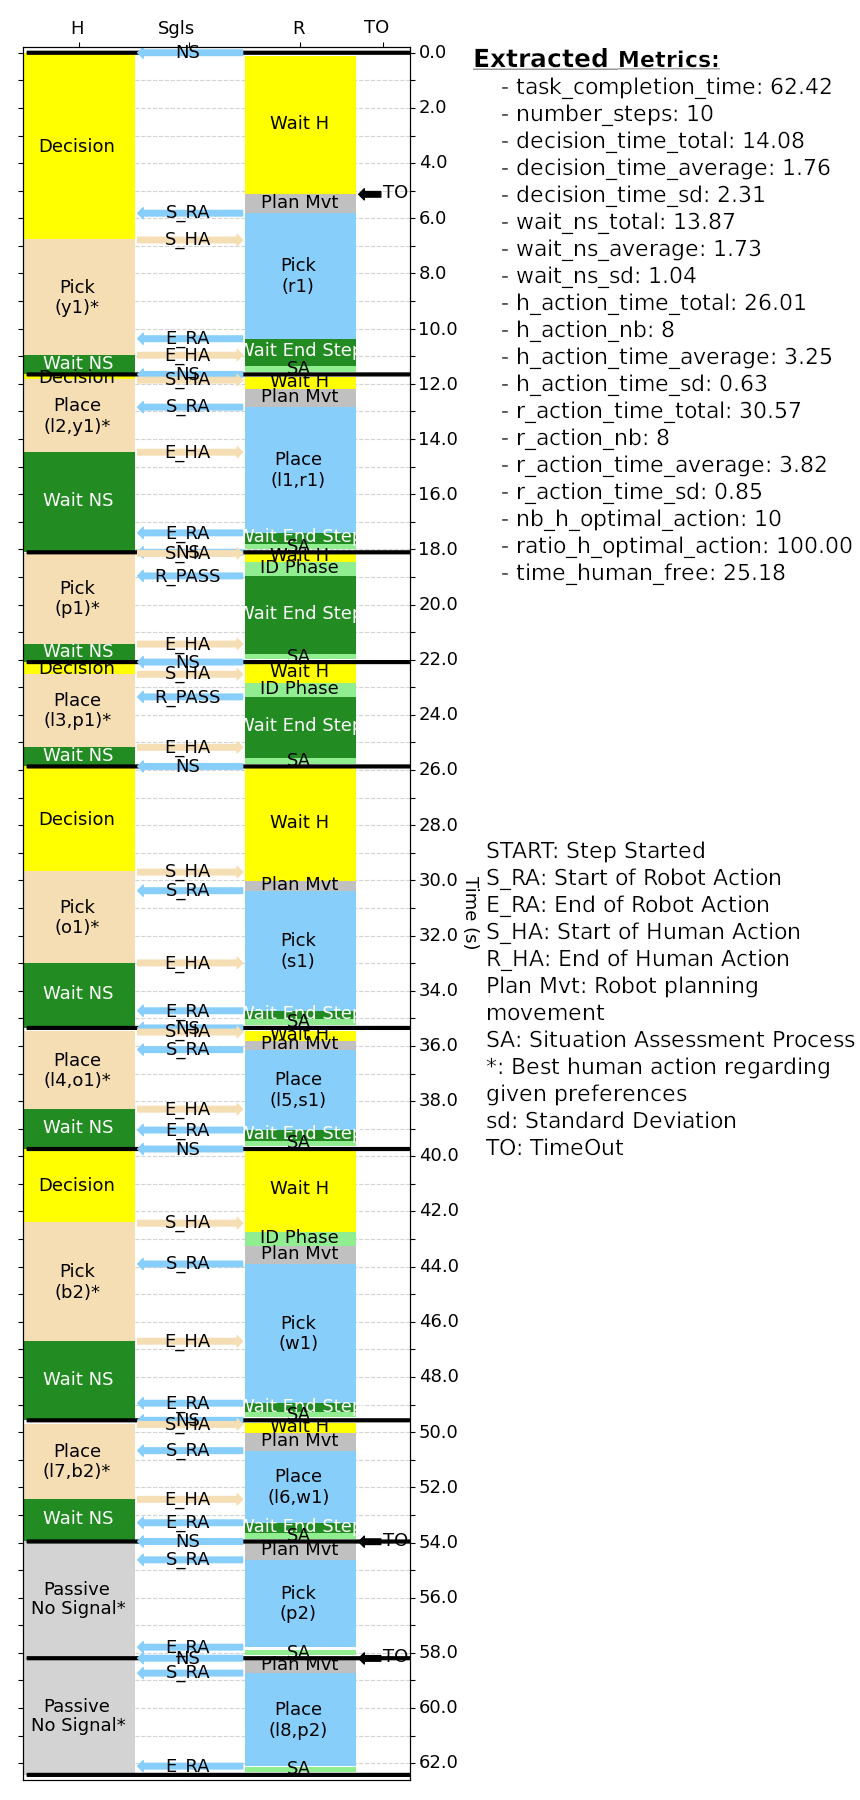 H Sgls R TO
NS
0.0
Decision
Wait H
2.0
4.0
TO
Plan Mvt
S_RA
6.0
S_HA
Pick
(y1)*
Pick
(r1)
8.0
10.0
E_RA
Wait End Step
E_HA
Wait NS
SA
NS
Decision
S_HA
Wait H
12.0
Plan Mvt
S_RA
Place
(l2,y1)*
14.0
E_HA
Place
(l1,r1)
Wait NS
16.0
E_RA
Wait End Step
SA
18.0
NS
S_HA
Wait H
ID Phase
R_PASS
Pick
(p1)*
20.0
Wait End Step
E_HA
Wait NS
SA
22.0
NS
Decision
S_HA
Wait H
ID Phase
R_PASS
Place
(l3,p1)*
24.0
Wait End Step
E_HA
Wait NS
SA
NS
26.0
Decision
Wait H
28.0
S_HA
30.0
Plan Mvt
S_RA
Pick
(o1)*
32.0
Pick
(s1)
E_HA
Wait NS
34.0
E_RA
Wait End Step
SA
NS
S_HA
Wait H
36.0
Plan Mvt
S_RA
Place
(l4,o1)*
Place
(l5,s1)
38.0
E_HA
Wait NS
E_RA
Wait End Step
SA
NS
40.0
Decision
Wait H
42.0
S_HA
ID Phase
Plan Mvt
S_RA
44.0
Pick
(b2)*
46.0
Pick
(w1)
E_HA
Wait NS
48.0
E_RA
Wait End Step
SA
NS
S_HA
Wait H
50.0
Plan Mvt
S_RA
Place
(l7,b2)*
Place
(l6,w1)
52.0
E_HA
Wait NS
E_RA
Wait End Step
SA
NS
TO
54.0
Plan Mvt
S_RA
Passive
No Signal*
Pick
(p2)
56.0
E_RA
SA
58.0
NS
TO
Plan Mvt
S_RA
Passive
No Signal*
Place
(l8,p2)
60.0
E_RA
SA
62.0
Time (s)
Extracted Metrics:
- task_completion_time: 62.42
- number_steps: 10
- decision_time_total: 14.08
- decision_time_average: 1.76
- decision_time_sd: 2.31
- wait_ns_total: 13.87
- wait_ns_average: 1.73
- wait_ns_sd: 1.04
- h_action_time_total: 26.01
- h_action_nb: 8
- h_action_time_average: 3.25
- h_action_time_sd: 0.63
- r_action_time_total: 30.57
- r_action_nb: 8
- r_action_time_average: 3.82
- r_action_time_sd: 0.85
- nb_h_optimal_action: 10
- ratio_h_optimal_action: 100.00
- time_human_free: 25.18
START: Step Started
S_RA: Start of Robot Action
E_RA: End of Robot Action
S_HA: Start of Human Action
R_HA: End of Human Action
Plan Mvt: Robot planning
movement
SA: Situation Assessment Process
*: Best human action regarding
given preferences
sd: Standard Deviation
TO: TimeOut